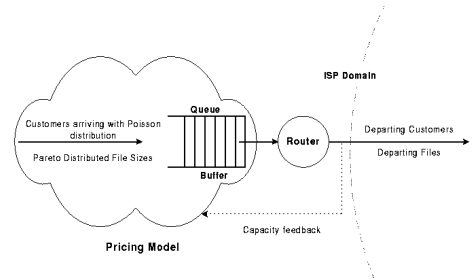 ISP Domain
Queue
Customers arriving with Poisson
distribution
Pareto Distributed File Sizes
Buffer
Router
Departing Customers
Departing Files
Capacity feedback
Pricing Model